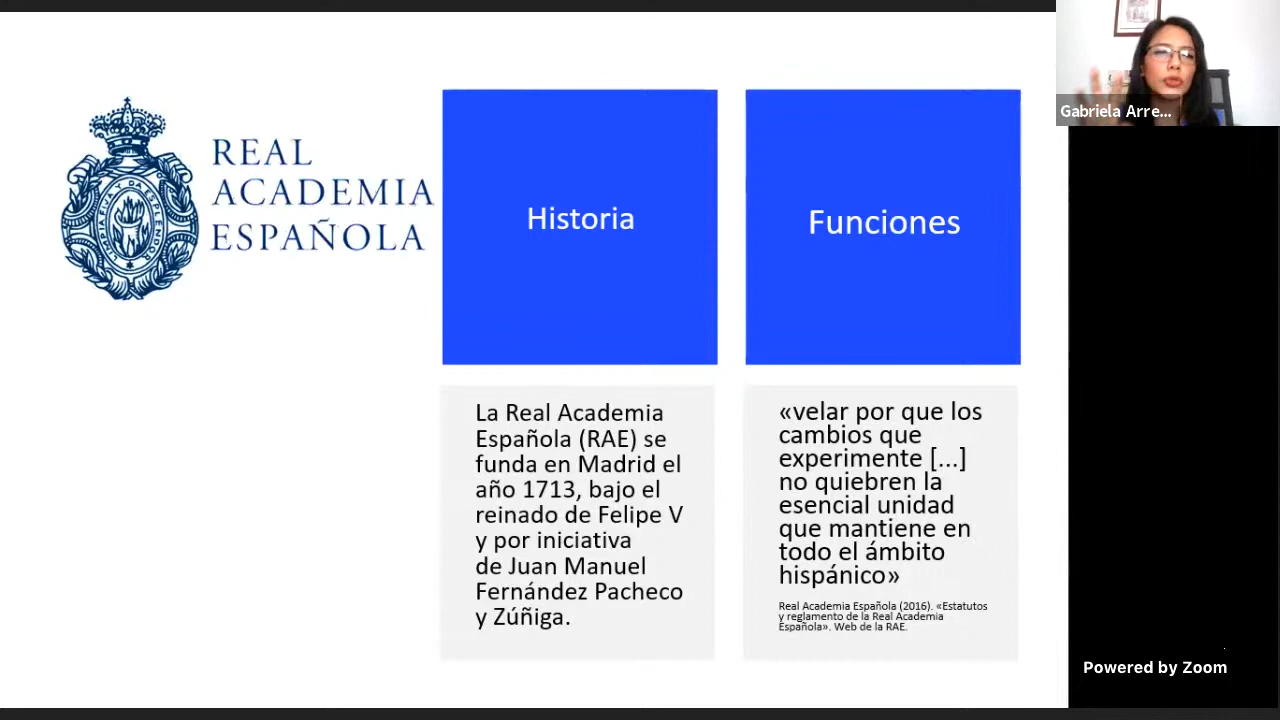 REAL
ACADEMIA
ESPAÑOLA
Historia
Funciones
La Real Academia
Española (RAE) se
funda en Madrid el
año 1713, bajo el
reinado de Felipe V
y por iniciativa
de Juan Manuel
Fernández Pacheco
y Zúñiga.
«velar por que los
cambios que
experimente [...]
no quiebren la
esencial unidad
que mantiene en
todo el ámbito
hispánico»
Real Academia Española (2016). «Estatutos
y reglamento de la Real Academia
Española». Web de la RAE.
Gabriela Arre...
Powered by Zoom